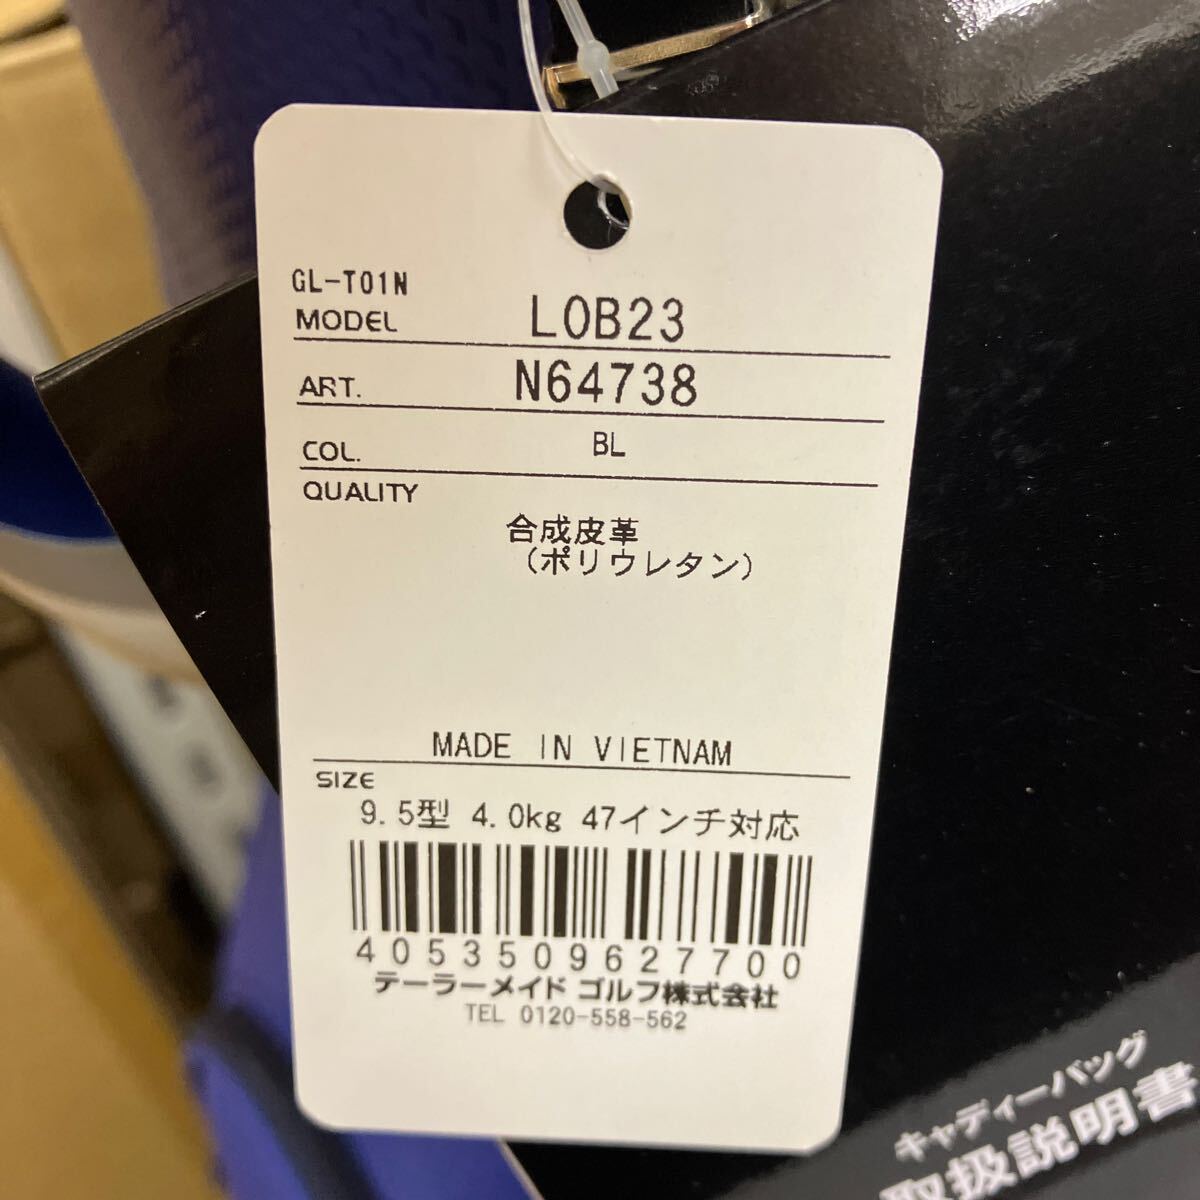 GL-T01N
MODEL LOB23
ART. N64738
COL. BL
QUALITY
合成皮革
(ポリウレタン)
MADE IN VIETNAM
SIZE
9.5型 4.0kg 47インチ対応
4053509627700
テーラーメイド ゴルフ株式会社
TEL 0120-558-562
キャディーバッグ
取扱説明書